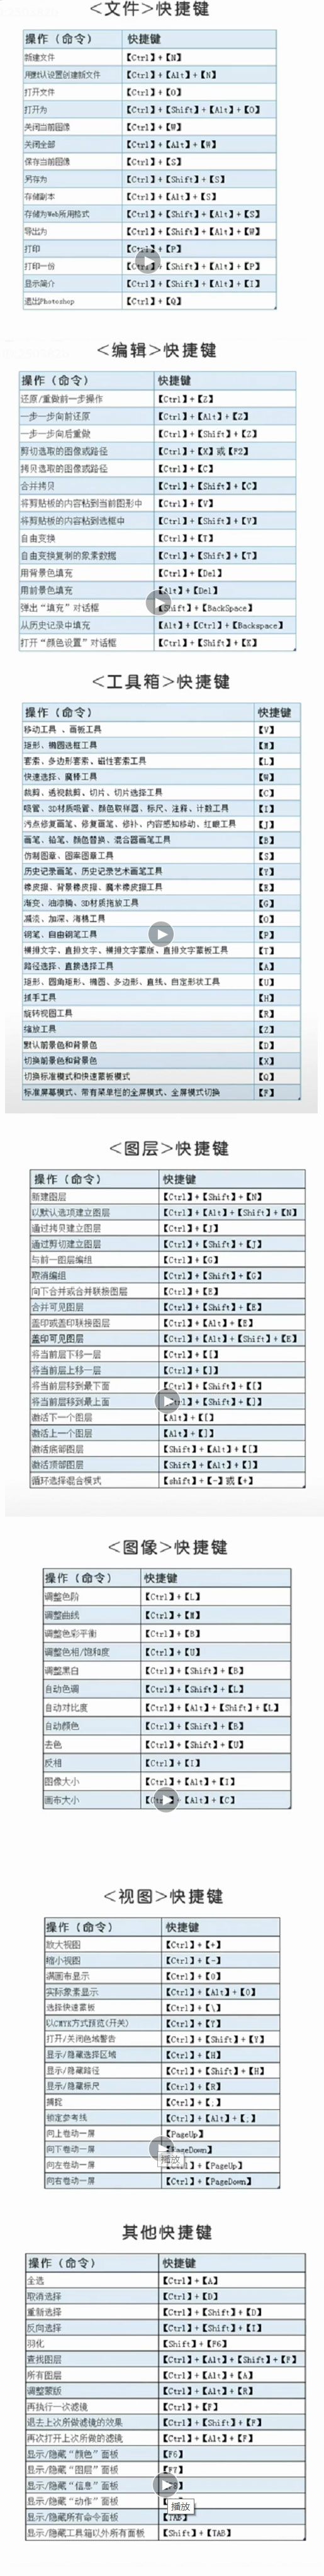 <文件>快捷键
操作（命令） 快捷键
新建文件 【Ctrl】+【N】
用默认设置创建新文件 【Ctrl】+【Alt】+【N】
打开文件 【Ctrl】+【O】
打开为 【Ctrl】+【Shift】+【Alt】+【O】
关闭当前图像 【Ctrl】+【W】
关闭全部 【Ctrl】+【Alt】+【W】
保存当前图像 【Ctrl】+【S】
另存为 【Ctrl】+【Shift】+【S】
存储副本 【Ctrl】+【Alt】+【S】
存储为Web所用格式 【Ctrl】+【Shift】+【Alt】+【S】
导出为 【Ctrl】+【Shift】+【Alt】+【W】
打印 【Ctrl】+【P】
打印一份 【Ctrl】+【Shift】+【Alt】+【P】
显示简介 【Ctrl】+【Shift】+【Alt】+【I】
退出Photoshop 【Ctrl】+【Q】
<编辑>快捷键
操作（命令） 快捷键
还原/重做前一步操作 【Ctrl】+【Z】
一步一步向前还原 【Ctrl】+【Alt】+【Z】
一步一步向后重做 【Ctrl】+【Shift】+【Z】
剪切选取的图像或路径 【Ctrl】+【X】或【F2】
拷贝选取的图像或路径 【Ctrl】+【C】
合并拷贝 【Ctrl】+【Shift】+【C】
将剪贴板的内容粘到当前图形中 【Ctrl】+【V】
将剪贴板的内容粘到选框中 【Ctrl】+【Shift】+【V】
自由变换 【Ctrl】+【T】
自由变换复制的象素数据 【Ctrl】+【Shift】+【T】
用背景色填充 【Ctrl】+【Del】
用前景色填充 【Alt】+【Del】
弹出“填充”对话框 【Shift】+【BackSpace】
从历史记录中填充 【Alt】+【Ctrl】+【Backspace】
打开“颜色设置”对话框 【Ctrl】+【Shift】+【K】
<工具箱>快捷键
操作（命令） 快捷键
移动工具 、画板工具 【V】
矩形、椭圆选框工具 【M】
套索、多边形套索、磁性套索工具 【L】
快速选择、魔棒工具 【W】
裁剪、透视裁剪、切片、切片选择工具 【C】
吸管、3D材质吸管、颜色取样器、标尺、注释、计数工具 【I】
污点修复画笔、修复画笔、修补、内容感知移动、红眼工具 【J】
画笔、铅笔、颜色替换、混合器画笔工具 【B】
仿制图章、图案图章工具 【S】
历史记录画笔、历史记录艺术画笔工具 【Y】
橡皮擦、背景橡皮擦、魔术橡皮擦工具 【E】
渐变、油漆桶、3D材质拖放工具 【G】
减淡、加深、海棉工具 【O】
钢笔、自由钢笔工具 【P】
横排文字、直排文字、横排文字蒙版、直排文字蒙板工具 【T】
路径选择、直接选择工具 【A】
矩形、圆角矩形、椭圆、多边形、直线、自定形状工具 【U】
抓手工具 【H】
旋转视图工具 【R】
缩放工具 【Z】
默认前景色和背景色 【D】
切换前景色和背景色 【X】
切换标准模式和快速蒙板模式 【Q】
标准屏幕模式、带有菜单栏的全屏模式、全屏模式切换 【F】
<图层>快捷键
操作（命令） 快捷键
新建图层 【Ctrl】+【Shift】+【N】
以默认选项建立图层 【Ctrl】+【Alt】+【Shift】+【N】
通过拷贝建立图层 【Ctrl】+【J】
通过剪切建立图层 【Ctrl】+【Shift】+【J】
与前一图层编组 【Ctrl】+【G】
取消编组 【Ctrl】+【Shift】+【G】
向下合并或合并联接图层 【Ctrl】+【E】
合并可见图层 【Ctrl】+【Shift】+【E】
盖印或盖印联接图层 【Ctrl】+【Alt】+【E】
盖印可见图层 【Ctrl】+【Alt】+【Shift】+【E】
将当前层下移一层 【Ctrl】+【[】
将当前层上移一层 【Ctrl】+【]】
将当前层移到最下面 【Ctrl】+【Shift】+【[】
将当前层移到最上面 【Ctrl】+【Shift】+【]】
激活下一个图层 【Alt】+【[】
激活上一个图层 【Alt】+【]】
激活底部图层 【Shift】+【Alt】+【[】
激活顶部图层 【Shift】+【Alt】+【]】
循环选择混合模式 【shift】+【-】或【+】
<图像>快捷键
操作（命令） 快捷键
调整色阶 【Ctrl】+【L】
调整曲线 【Ctrl】+【M】
调整色彩平衡 【Ctrl】+【B】
调整色相/饱和度 【Ctrl】+【U】
调整黑白 【Ctrl】+【Shift】+【B】
自动色调 【Ctrl】+【Shift】+【L】
自动对比度 【Ctrl】+【Alt】+【Shift】+【L】
自动颜色 【Ctrl】+【Shift】+【B】
去色 【Ctrl】+【Shift】+【U】
反相 【Ctrl】+【I】
图像大小 【Ctrl】+【Alt】+【I】
画布大小 【Ctrl】+【Alt】+【C】
<视图>快捷键
操作（命令） 快捷键
放大视图 【Ctrl】+【+】
缩小视图 【Ctrl】+【-】
满画布显示 【Ctrl】+【0】
实际象素显示 【Ctrl】+【Alt】+【0】
选择快速蒙板 【Ctrl】+【\】
以CMYK方式预览(开关) 【Ctrl】+【Y】
打开/关闭色域警告 【Ctrl】+【Shift】+【Y】
显示/隐藏选择区域 【Ctrl】+【H】
显示/隐藏路径 【Ctrl】+【Shift】+【H】
显示/隐藏标尺 【Ctrl】+【R】
捕捉 【Ctrl】+【;】
锁定参考线 【Ctrl】+【Alt】+【;】
向上卷动一屏 【PageUp】
向下卷动一屏 【PageDown】
向左卷动一屏 【Ctrl】+【PageUp】
播放
向右卷动一屏 【Ctrl】+【PageDown】
其他快捷键
操作（命令） 快捷键
全选 【Ctrl】+【A】
取消选择 【Ctrl】+【D】
重新选择 【Ctrl】+【Shift】+【D】
反向选择 【Ctrl】+【Shift】+【I】
羽化 【Shift】+【F6】
查找图层 【Ctrl】+【Alt】+【Shift】+【F】
所有图层 【Ctrl】+【Alt】+【A】
调整蒙版 【Ctrl】+【Alt】+【R】
再执行一次滤镜 【Ctrl】+【F】
退去上次所做滤镜的效果 【Ctrl】+【Shift】+【F】
再次打开上次所做的滤镜 【Ctrl】+【Alt】+【F】
显示/隐藏“颜色”面板 【F6】
显示/隐藏“图层”面板 【F7】
显示/隐藏“信息”面板
显示/隐藏“动作”面板
播放
显示/隐藏所有命令面板 【TAB】
显示/隐藏工具箱以外所有面板 【Shift】+【TAB】